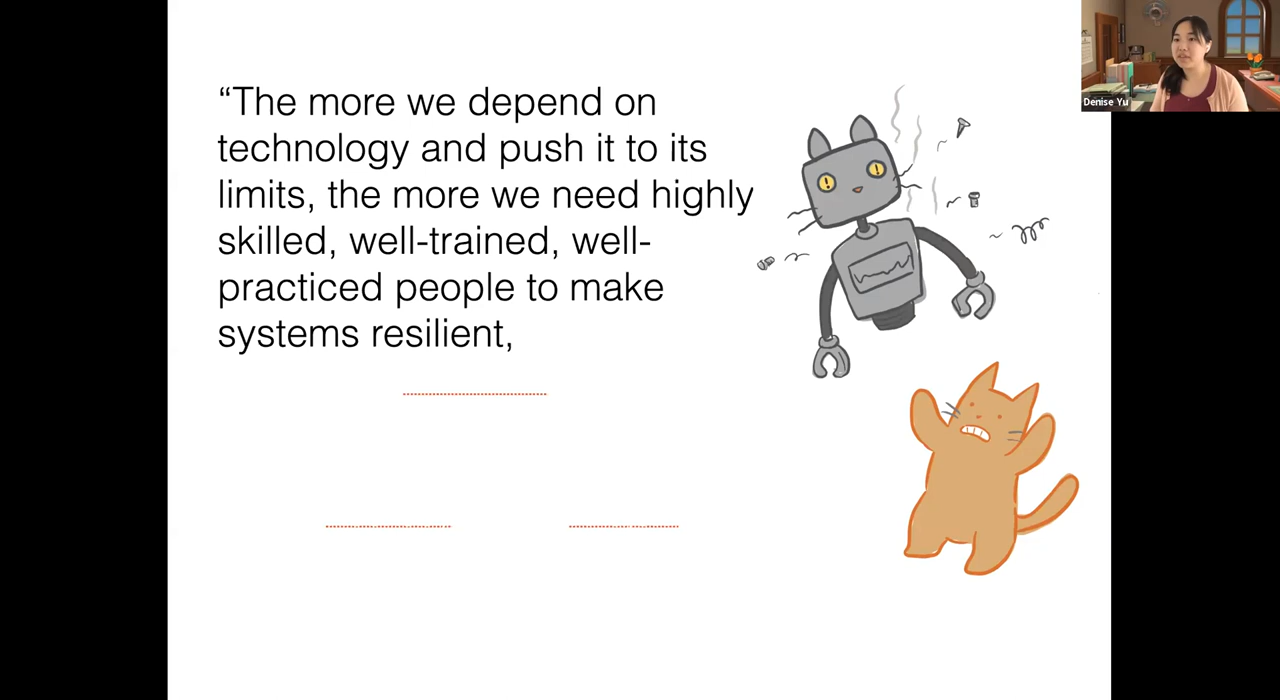 “The more we depend on
technology and push it to its
limits, the more we need highly
skilled, well-trained, well-
practiced people to make
systems resilient,
Denise Yu